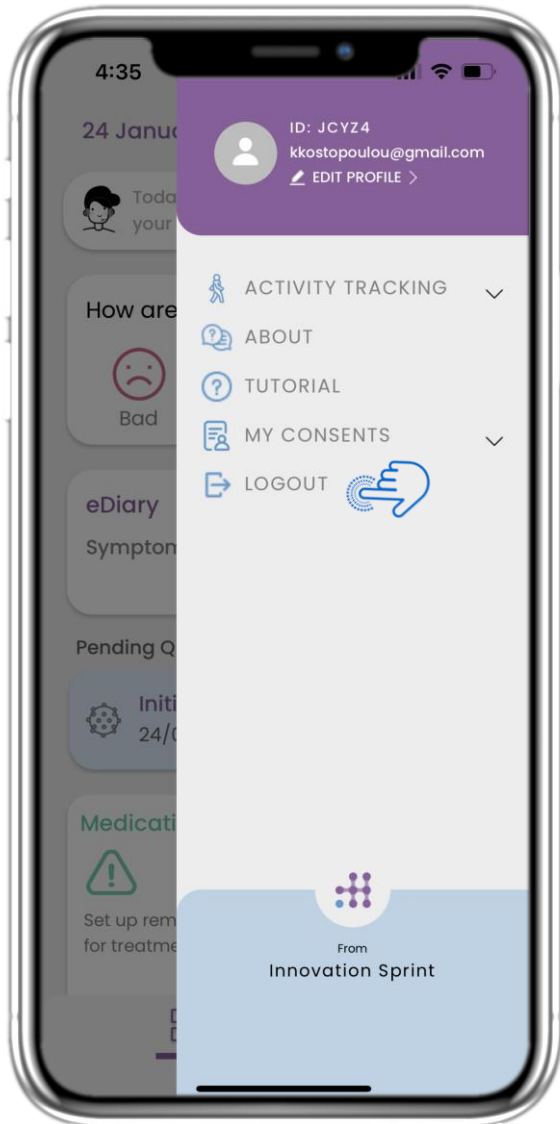 4:35
ID: JCYZ4
kkostopoulou@gmail.com
EDIT PROFILE >
ACTIVITY TRACKING
ABOUT
TUTORIAL
MY CONSENTS
LOGOUT
24 Janua
Toda
your
How are
Bad
eDiary
Symptom
Pending Q
Initi
24/0
Medicati
Set up rem
for treatme
From
Innovation Sprint